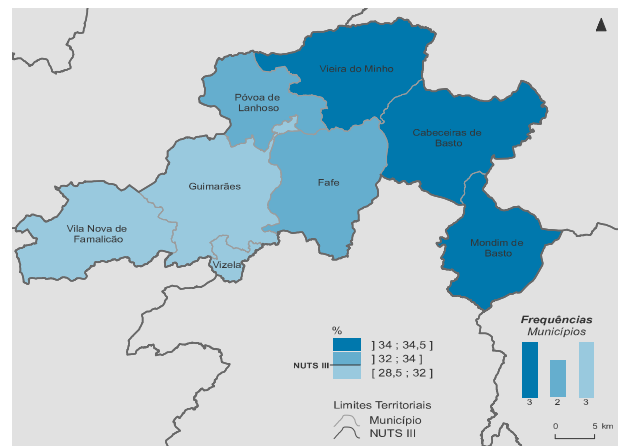 Vieira do Minho
Póvoa de
Lanhoso
Cabeceiras de
Basto
Guimarães
Fafe
Vila Nova de
Famalicão
Vizela
Mondim de
Basto
%
] 34 ; 34,5 ]
] 32 ; 34 ]
NUTS III
[ 28,5 ; 32 ]
Limites Territoriais
Município
NUTS III
Frequências
Municípios
3 2 3
0 5 km